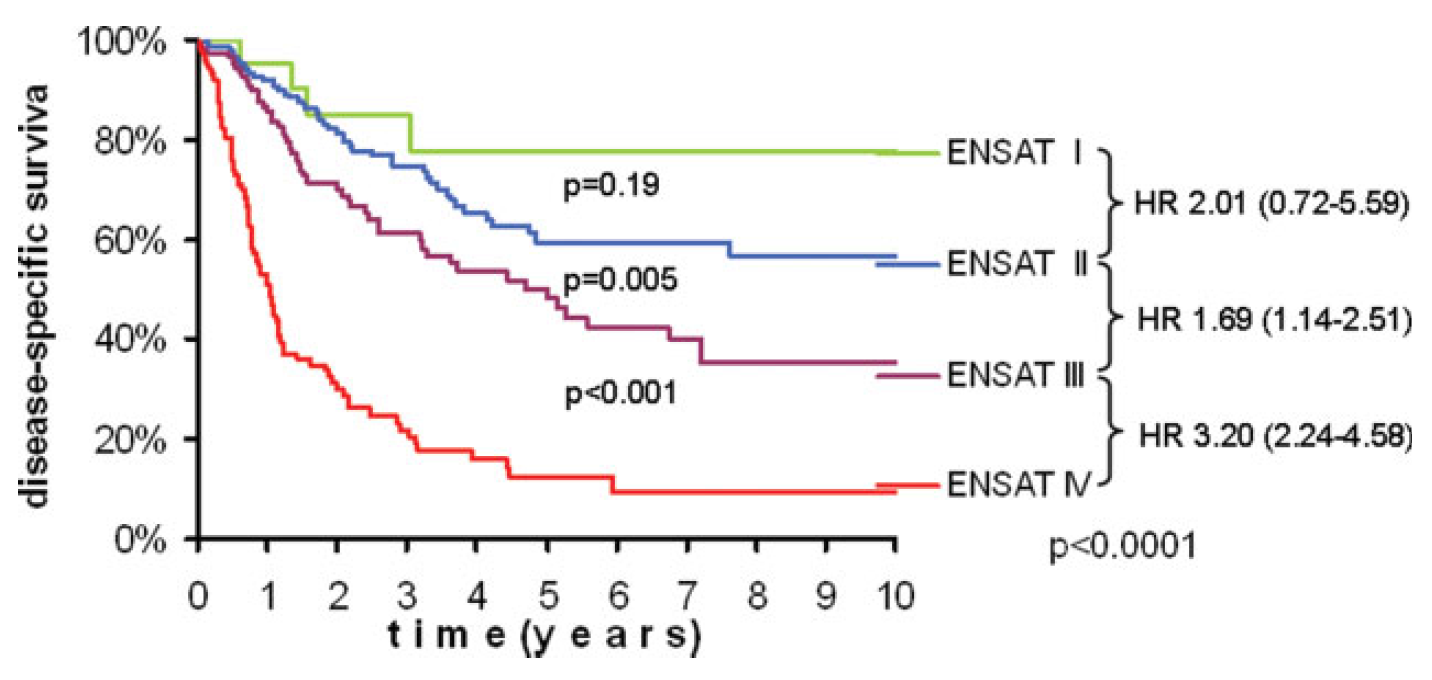 disease-specific surviva
100%
80%
60%
40%
20%
0%
p=0.19
p=0.005
p<0.001
ENSAT I
ENSAT II
ENSAT III
ENSAT IV
HR 2.01 (0.72-5.59)
HR 1.69 (1.14-2.51)
HR 3.20 (2.24-4.58)
p<0.0001
0 1 2 3 4 5 6 7 8 9 10
time (years)